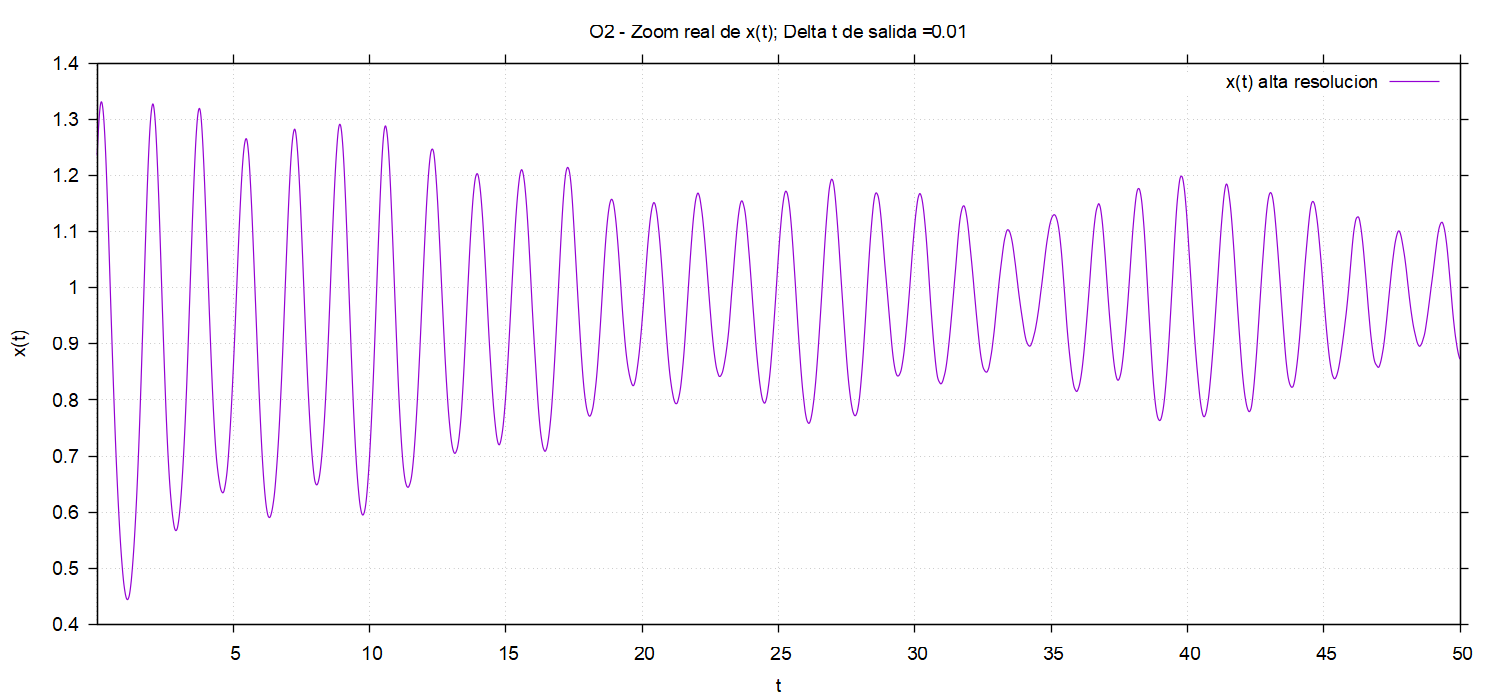 O2 - Zoom real de x(t); Delta t de salida =0.01
x(t) alta resolucion
1.4
1.3
1.2
1.1
1
0.9
0.8
0.7
0.6
0.5
0.4
x(t)
5 10 15 20 25 30 35 40 45 50
t